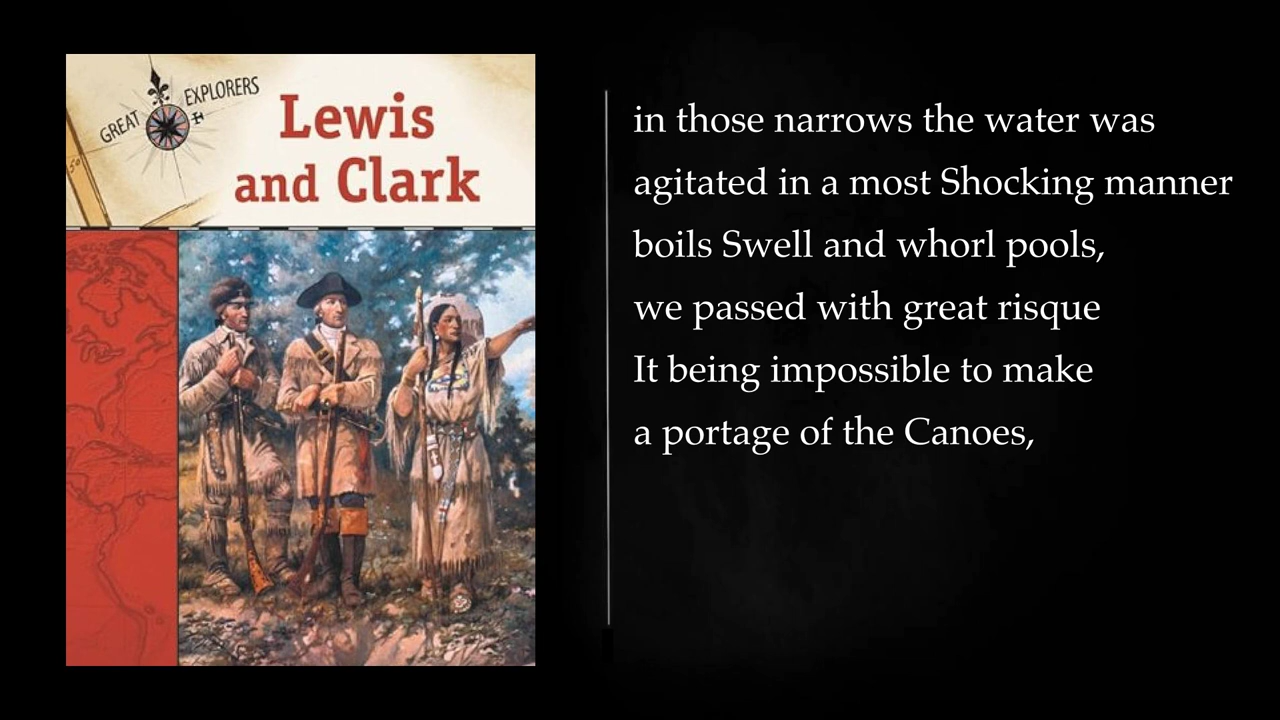 GREAT EXPLORERS
Lewis
and Clark
50
in those narrows the water was
agitated in a most Shocking manner
boils Swell and whorl pools,
we passed with great risque
It being impossible to make
a portage of the Canoes,